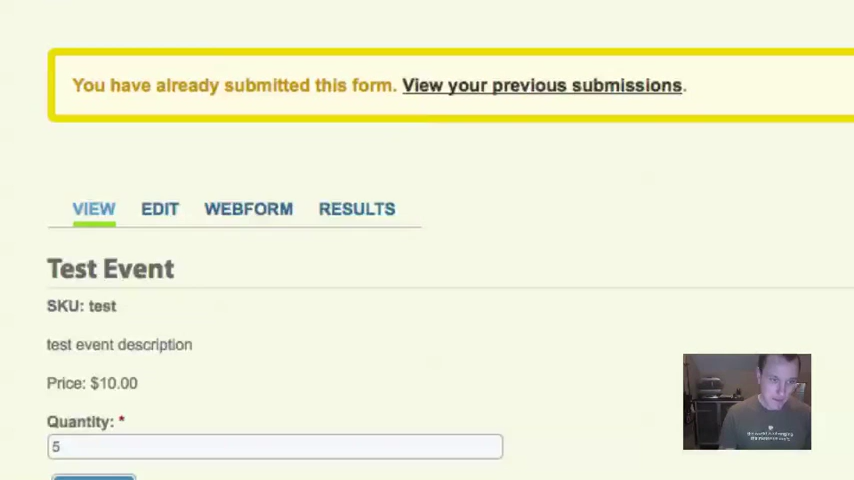 You have already submitted this form. View your previous submissions.
VIEW EDIT WEBFORM RESULTS
Test Event
SKU: test
test event description
Price: $10.00
Quantity: *
5